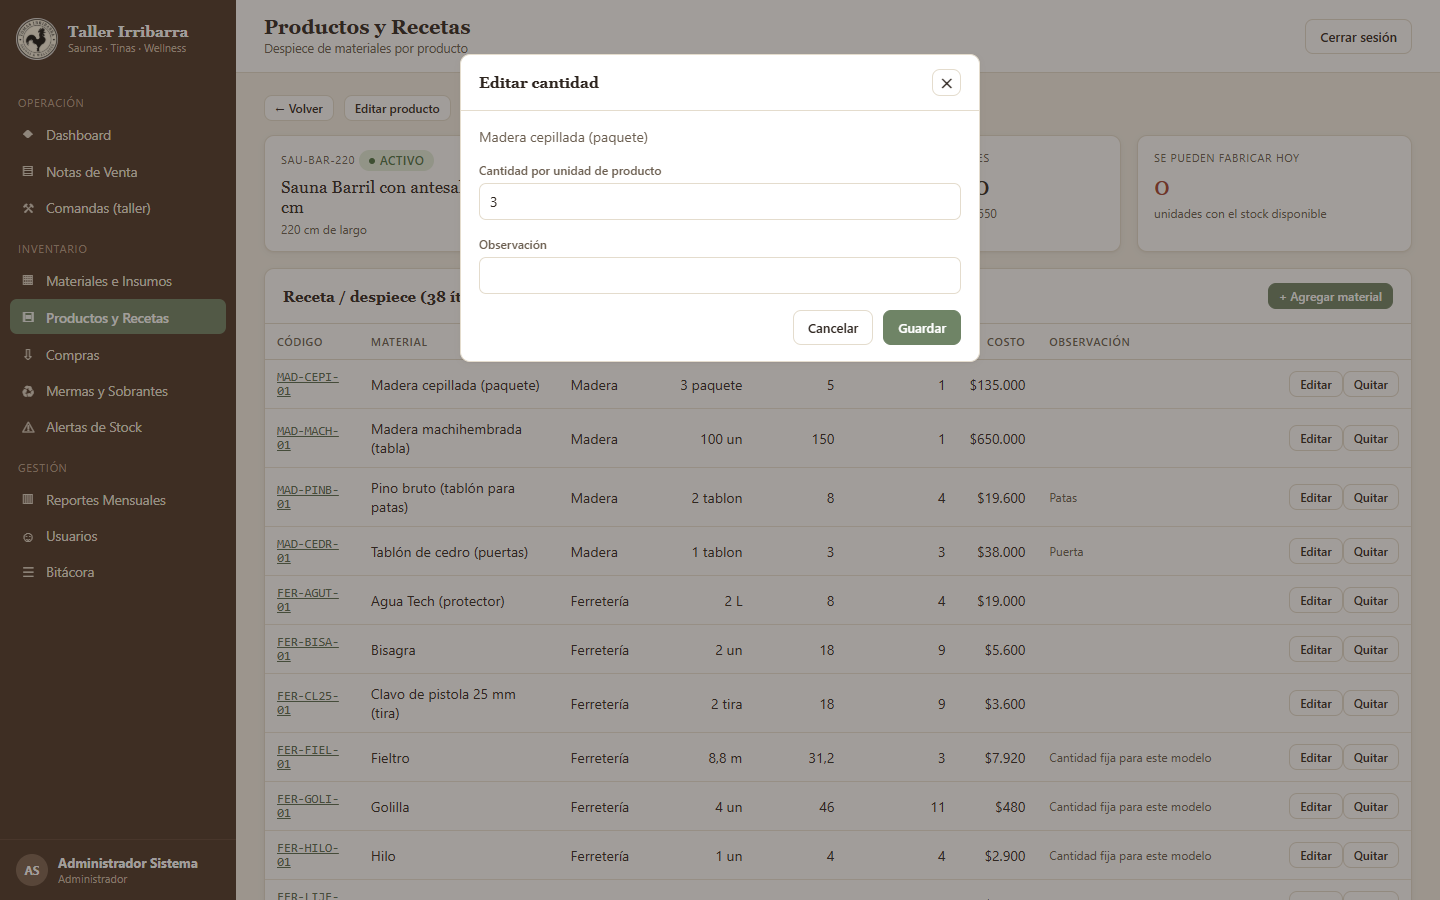 Taller Irribarra
Saunas · Tinas · Wellness
OPERACIÓN
Dashboard
Notas de Venta
Comandas (taller)
INVENTARIO
Materiales e Insumos
Productos y Recetas
Compras
Mermas y Sobrantes
Alertas de Stock
GESTIÓN
Reportes Mensuales
Usuarios
Bitácora
AS
Administrador Sistema
Administrador
Productos y Recetas
Despiece de materiales por producto
Cerrar sesión
← Volver
Editar producto
SAU-BAR-220
ACTIVO
Sauna Barril con antesal
cm
220 cm de largo
SE PUEDEN FABRICAR HOY
0
unidades con el stock disponible
Editar cantidad
Madera cepillada (paquete)
Cantidad por unidad de producto
3
Observación
Cancelar
Guardar
Receta / despiece (38 ít
+ Agregar material
CÓDIGO MATERIAL COSTO OBSERVACIÓN
MAD-CEPI-01 Madera cepillada (paquete) Madera 3 paquete 5 1 $135.000 Editar Quitar
MAD-MACH-01 Madera machihembrada (tabla) Madera 100 un 150 1 $650.000 Editar Quitar
MAD-PINB-01 Pino bruto (tablón para patas) Madera 2 tablon 8 4 $19.600 Patas Editar Quitar
MAD-CEDR-01 Tablón de cedro (puertas) Madera 1 tablon 3 3 $38.000 Puerta Editar Quitar
FER-AGUT-01 Agua Tech (protector) Ferretería 2 L 8 4 $19.000 Editar Quitar
FER-BISA-01 Bisagra Ferretería 2 un 18 9 $5.600 Editar Quitar
FER-CL25-01 Clavo de pistola 25 mm (tira) Ferretería 2 tira 18 9 $3.600 Editar Quitar
FER-FIEL-01 Fieltro Ferretería 8,8 m 31,2 3 $7.920 Cantidad fija para este modelo Editar Quitar
FER-GOLI-01 Golilla Ferretería 4 un 46 11 $480 Cantidad fija para este modelo Editar Quitar
FER-HILO-01 Hilo Ferretería 1 un 4 4 $2.900 Cantidad fija para este modelo Editar Quitar
FER-LIJE-